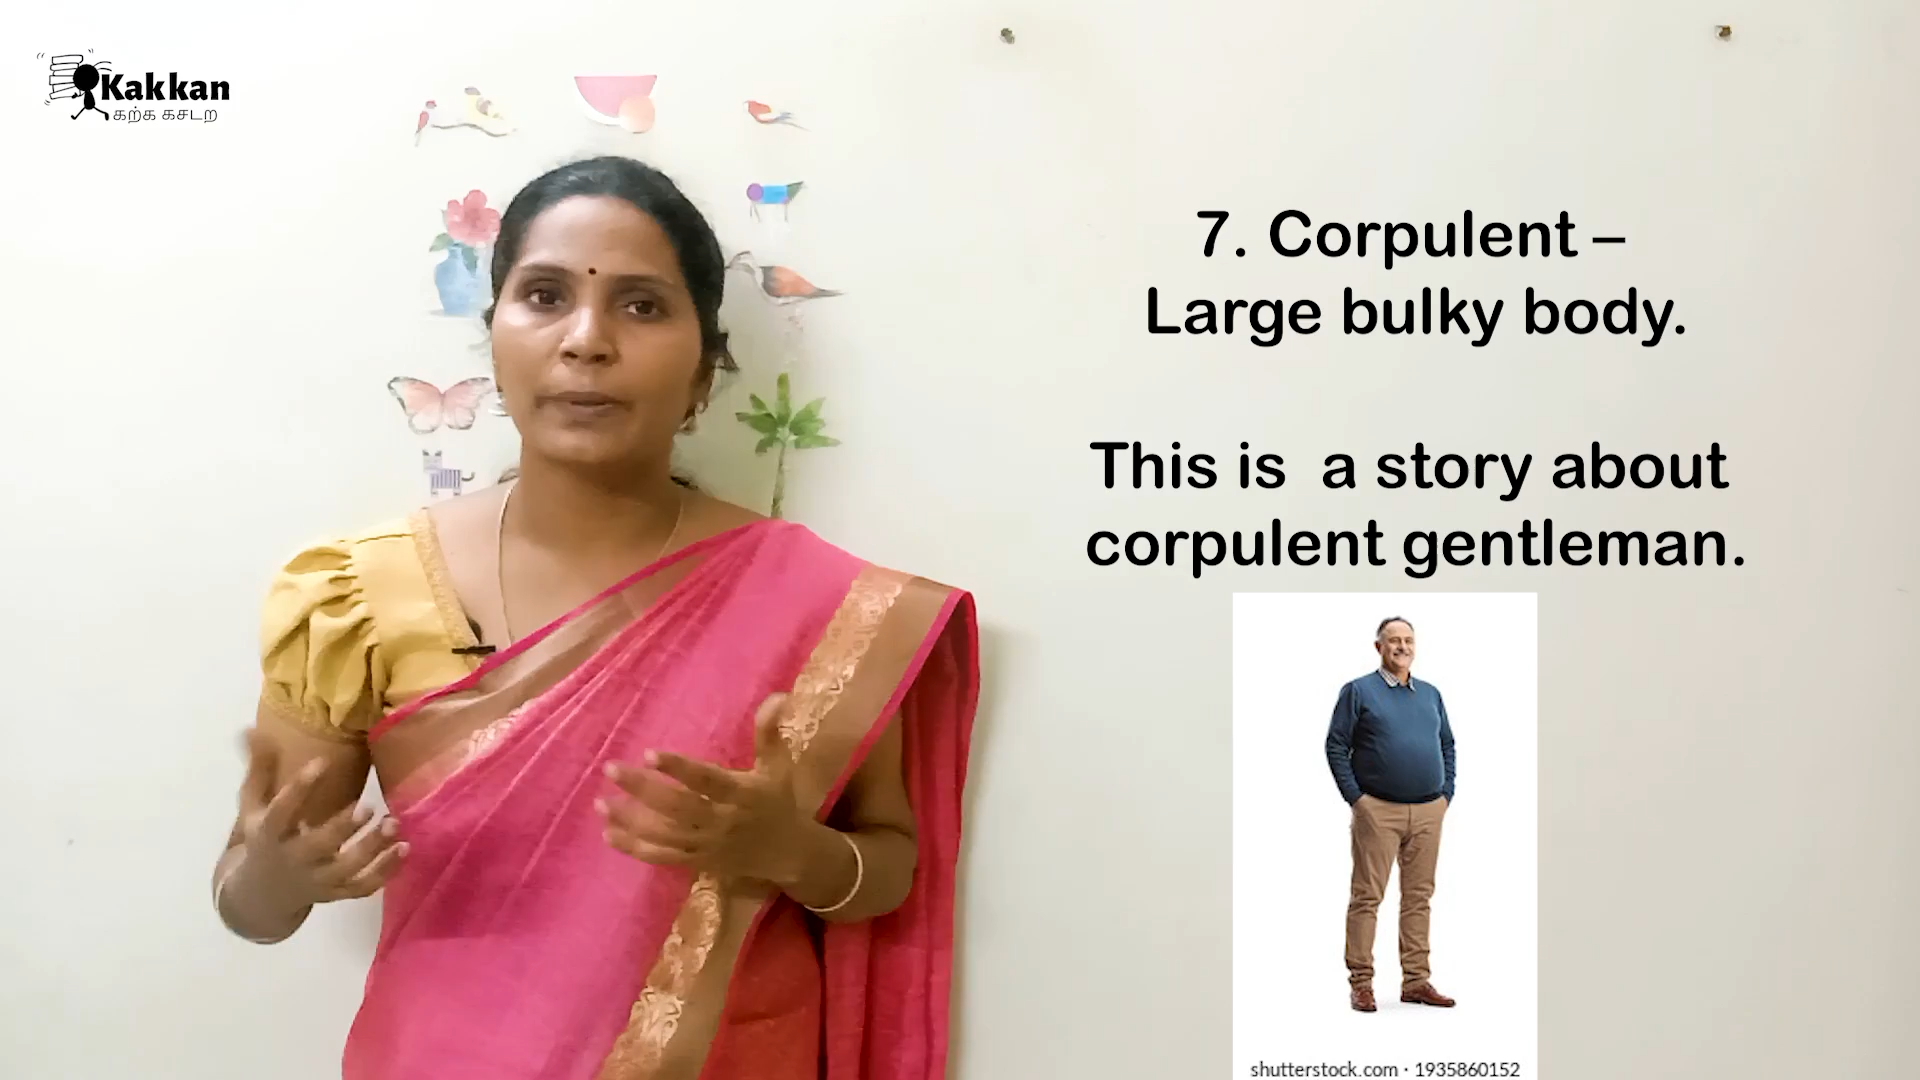 Kakkan
கற்க கசடற
7. Corpulent –
Large bulky body.
This is  a story about
corpulent gentleman.
shutterstock.com · 1935860152